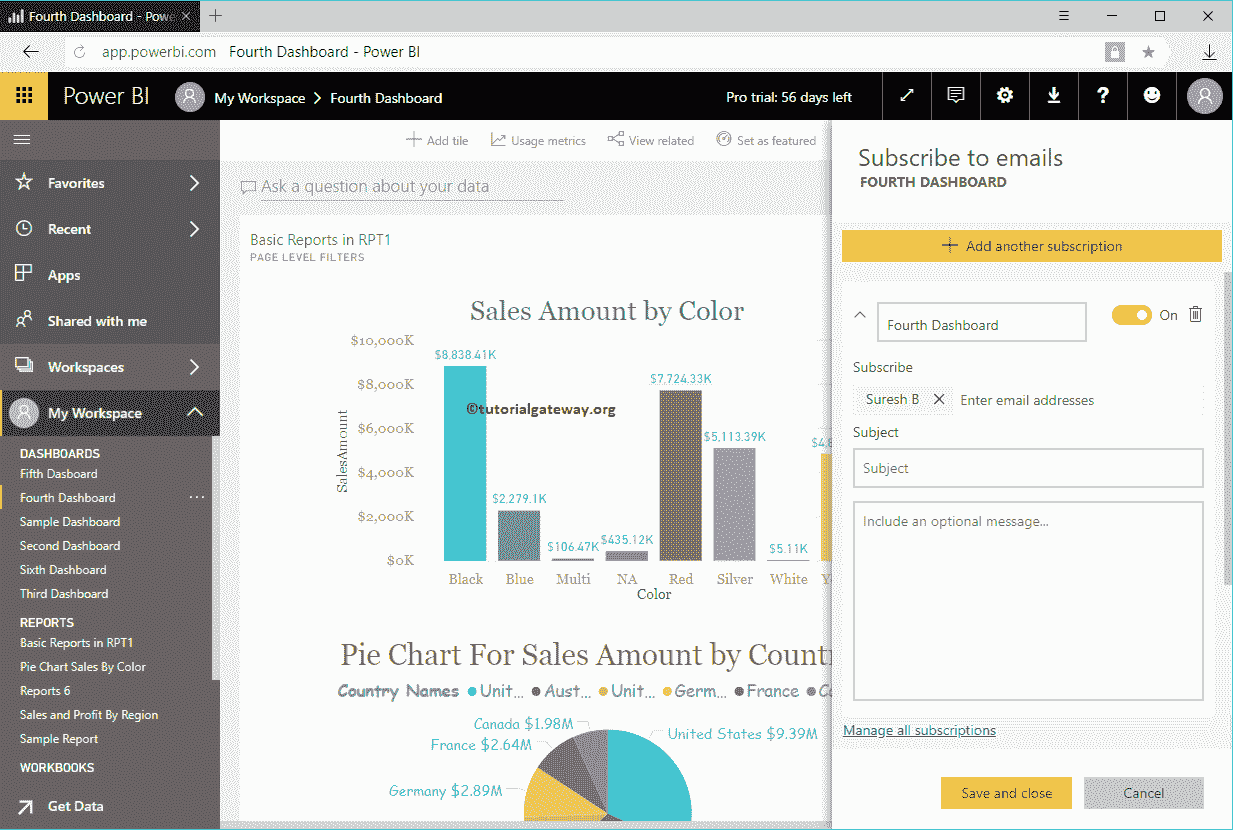 Fourth Dashboard - Powe
app.powerbi.com Fourth Dashboard - Power BI
Power BI My Workspace Fourth Dashboard Pro trial: 56 days left
Favorites
Recent
Apps
Shared with me
Workspaces
My Workspace
DASHBOARDS
Fifth Dasboard
Fourth Dashboard
Sample Dashboard
Second Dashboard
Sixth Dashboard
Third Dashboard
REPORTS
Basic Reports in RPT1
Pie Chart Sales By Color
Reports 6
Sales and Profit By Region
Sample Report
WORKBOOKS
Get Data
Add tile Usage metrics View related Set as featured
Ask a question about your data
Basic Reports in RPT1
PAGE LEVEL FILTERS
Sales Amount by Color
SalesAmount
$10,000K
$8,000K
$6,000K
$4,000K
$2,000K
$0K
$8,838.41K
$2,279.1K
$106.47K
$435.12K
$7,724.33K
$5,113.39K
$5.11K
$4,8
©tutorialgateway.org
Black Blue Multi NA Red Silver White Y
Color
Pie Chart For Sales Amount by Count
Country Names Unit... Aust... Unit... Germ... France C
Canada $1.98M
France $2.64M
Germany $2.89M
United States $9.39M
Subscribe to emails
FOURTH DASHBOARD
Add another subscription
Fourth Dashboard On
Subscribe
Suresh B Enter email addresses
Subject
Subject
Include an optional message...
Manage all subscriptions
Save and close Cancel